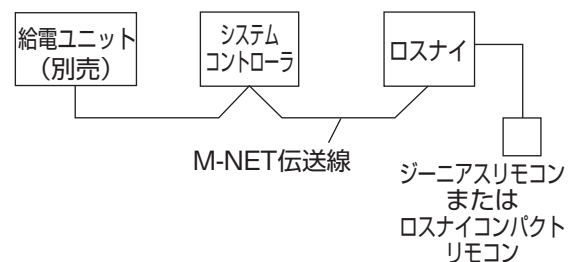 給電ユニット
（別売）
システム
コントローラ
ロスナイ
M-NET伝送線
ジーニアスリモコン
または
ロスナイコンパクト
リモコン